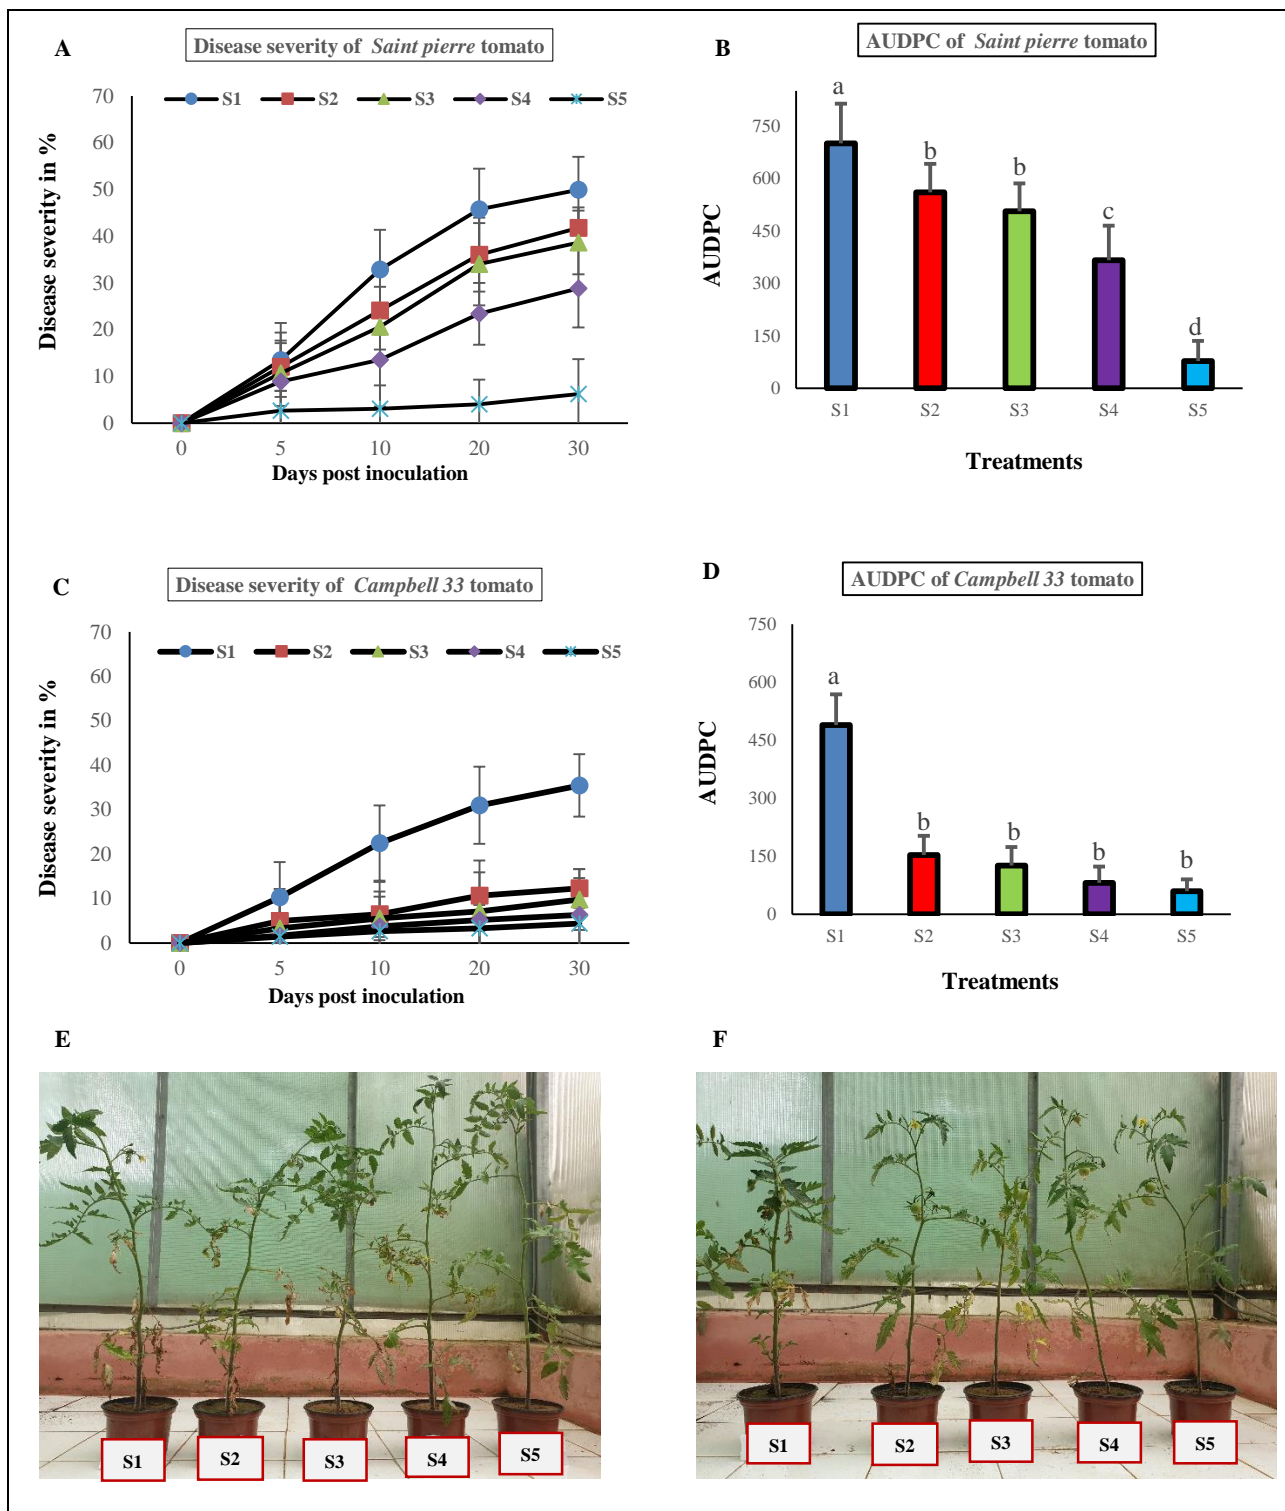 A
Disease severity of Saint pierre tomato
S1 S2 S3 S4 S5
Disease severity in %
70
60
50
40
30
20
10
0
0 5 10 20 30
Days post inoculation
B
AUDPC of Saint pierre tomato
AUDPC
750
600
450
300
150
0
a b b c d
S1 S2 S3 S4 S5
Treatments
C
Disease severity of Campbell 33 tomato
S1 S2 S3 S4 S5
Disease severity in %
70
60
50
40
30
20
10
0
0 5 10 20 30
Days post inoculation
D
AUDPC of Campbell 33 tomato
AUDPC
750
600
450
300
150
0
a b b b b
S1 S2 S3 S4 S5
Treatments
E
S1 S2 S3 S4 S5
F
S1 S2 S3 S4 S5